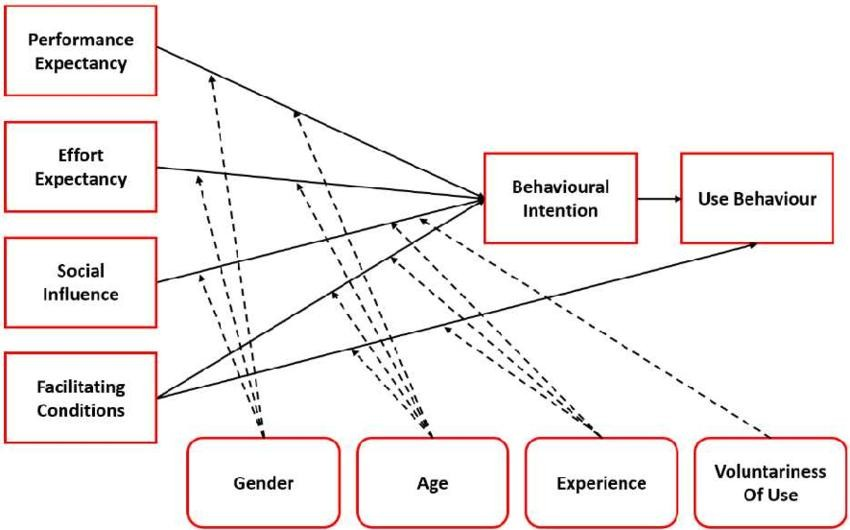 Performance
Expectancy
Effort
Expectancy
Social
Influence
Facilitating
Conditions
Behavioural
Intention
Use Behaviour
Gender
Age
Experience
Voluntariness
Of Use